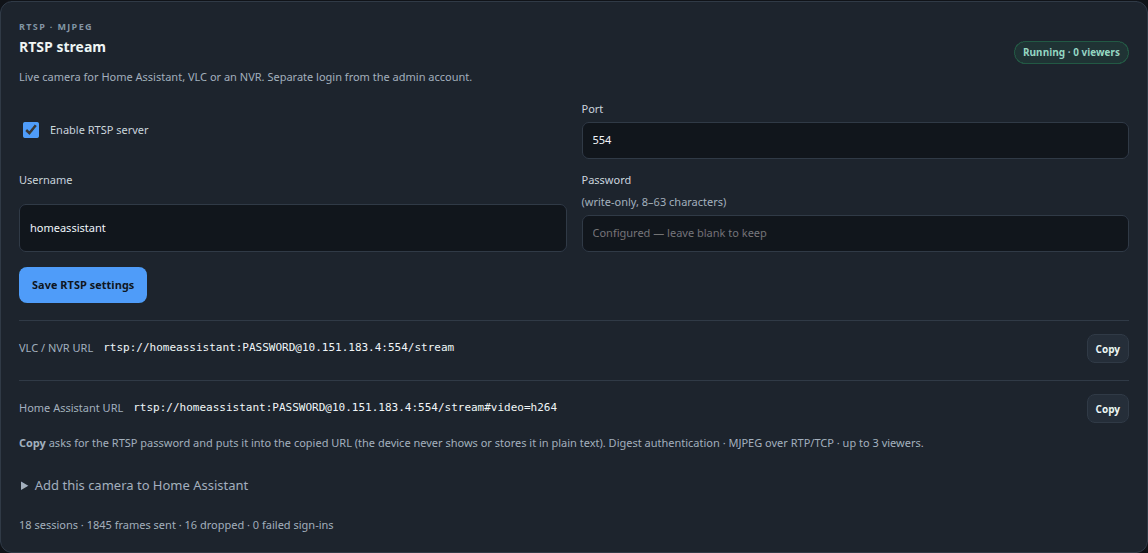 RTSP · MJPEG
RTSP stream
Running · 0 viewers
Live camera for Home Assistant, VLC or an NVR. Separate login from the admin account.
Enable RTSP server
Port
554
Username
Password
(write-only, 8–63 characters)
homeassistant
Configured — leave blank to keep
Save RTSP settings
VLC / NVR URL rtsp://homeassistant:PASSWORD@10.151.183.4:554/stream
Copy
Home Assistant URL rtsp://homeassistant:PASSWORD@10.151.183.4:554/stream#video=h264
Copy
Copy asks for the RTSP password and puts it into the copied URL (the device never shows or stores it in plain text). Digest authentication · MJPEG over RTP/TCP · up to 3 viewers.
Add this camera to Home Assistant
18 sessions · 1845 frames sent · 16 dropped · 0 failed sign-ins